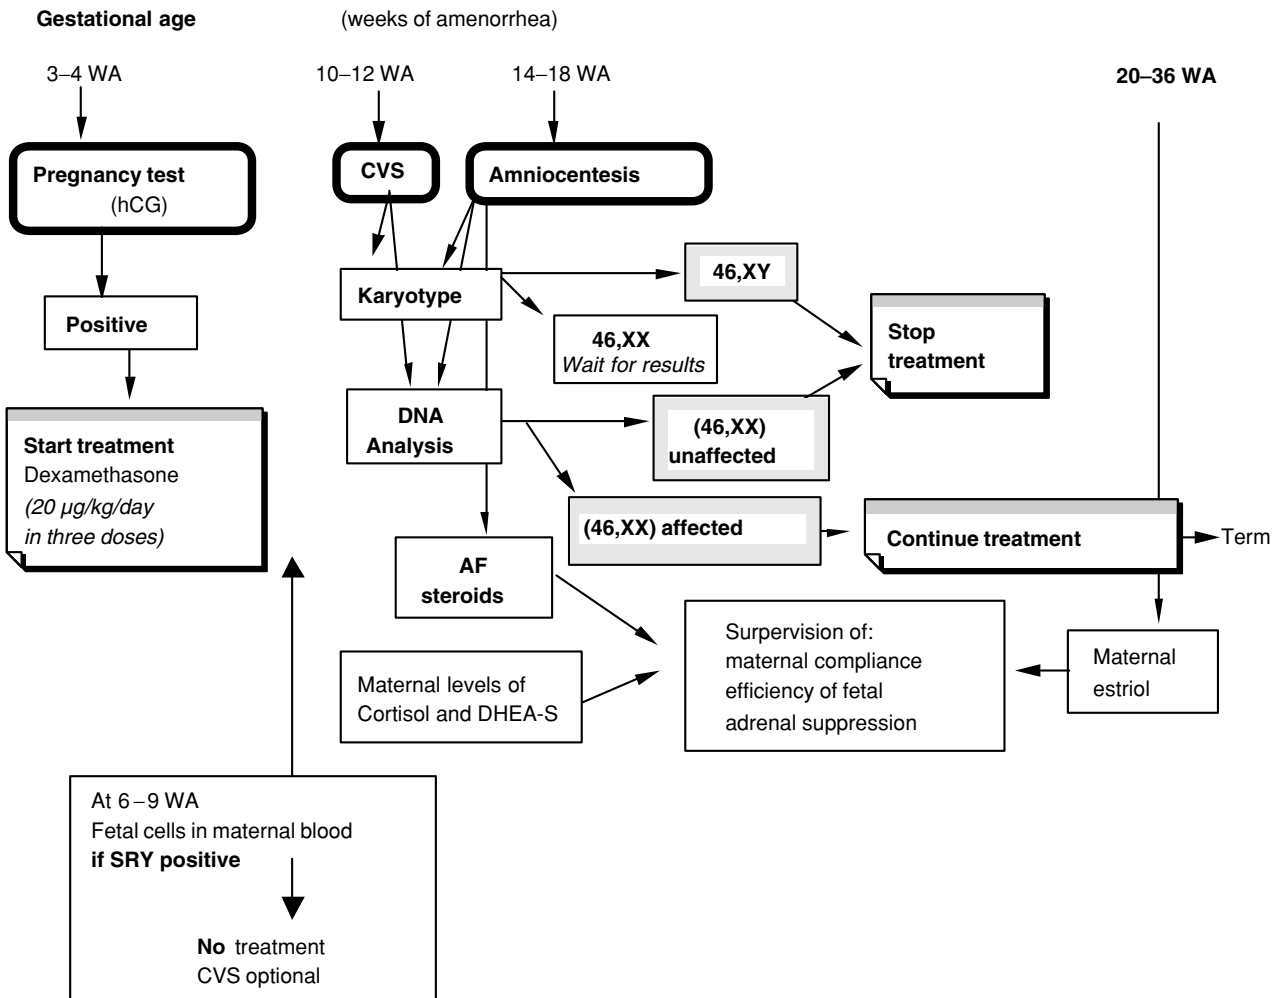 Gestational age (weeks of amenorrhea)
3–4 WA
10–12 WA
14–18 WA
20–36 WA
Pregnancy test
(hCG)
CVS
Amniocentesis
Positive
Karyotype
46,XY
46,XX
Wait for results
Stop
treatment
DNA
Analysis
(46,XX)
unaffected
Start treatment
Dexamethasone
(20 µg/kg/day
in three doses)
(46,XX) affected
Continue treatment
Term
AF
steroids
Surpervision of:
maternal compliance
efficiency of fetal
adrenal suppression
Maternal
estriol
Maternal levels of
Cortisol and DHEA-S
At 6–9 WA
Fetal cells in maternal blood
if SRY positive
No treatment
CVS optional